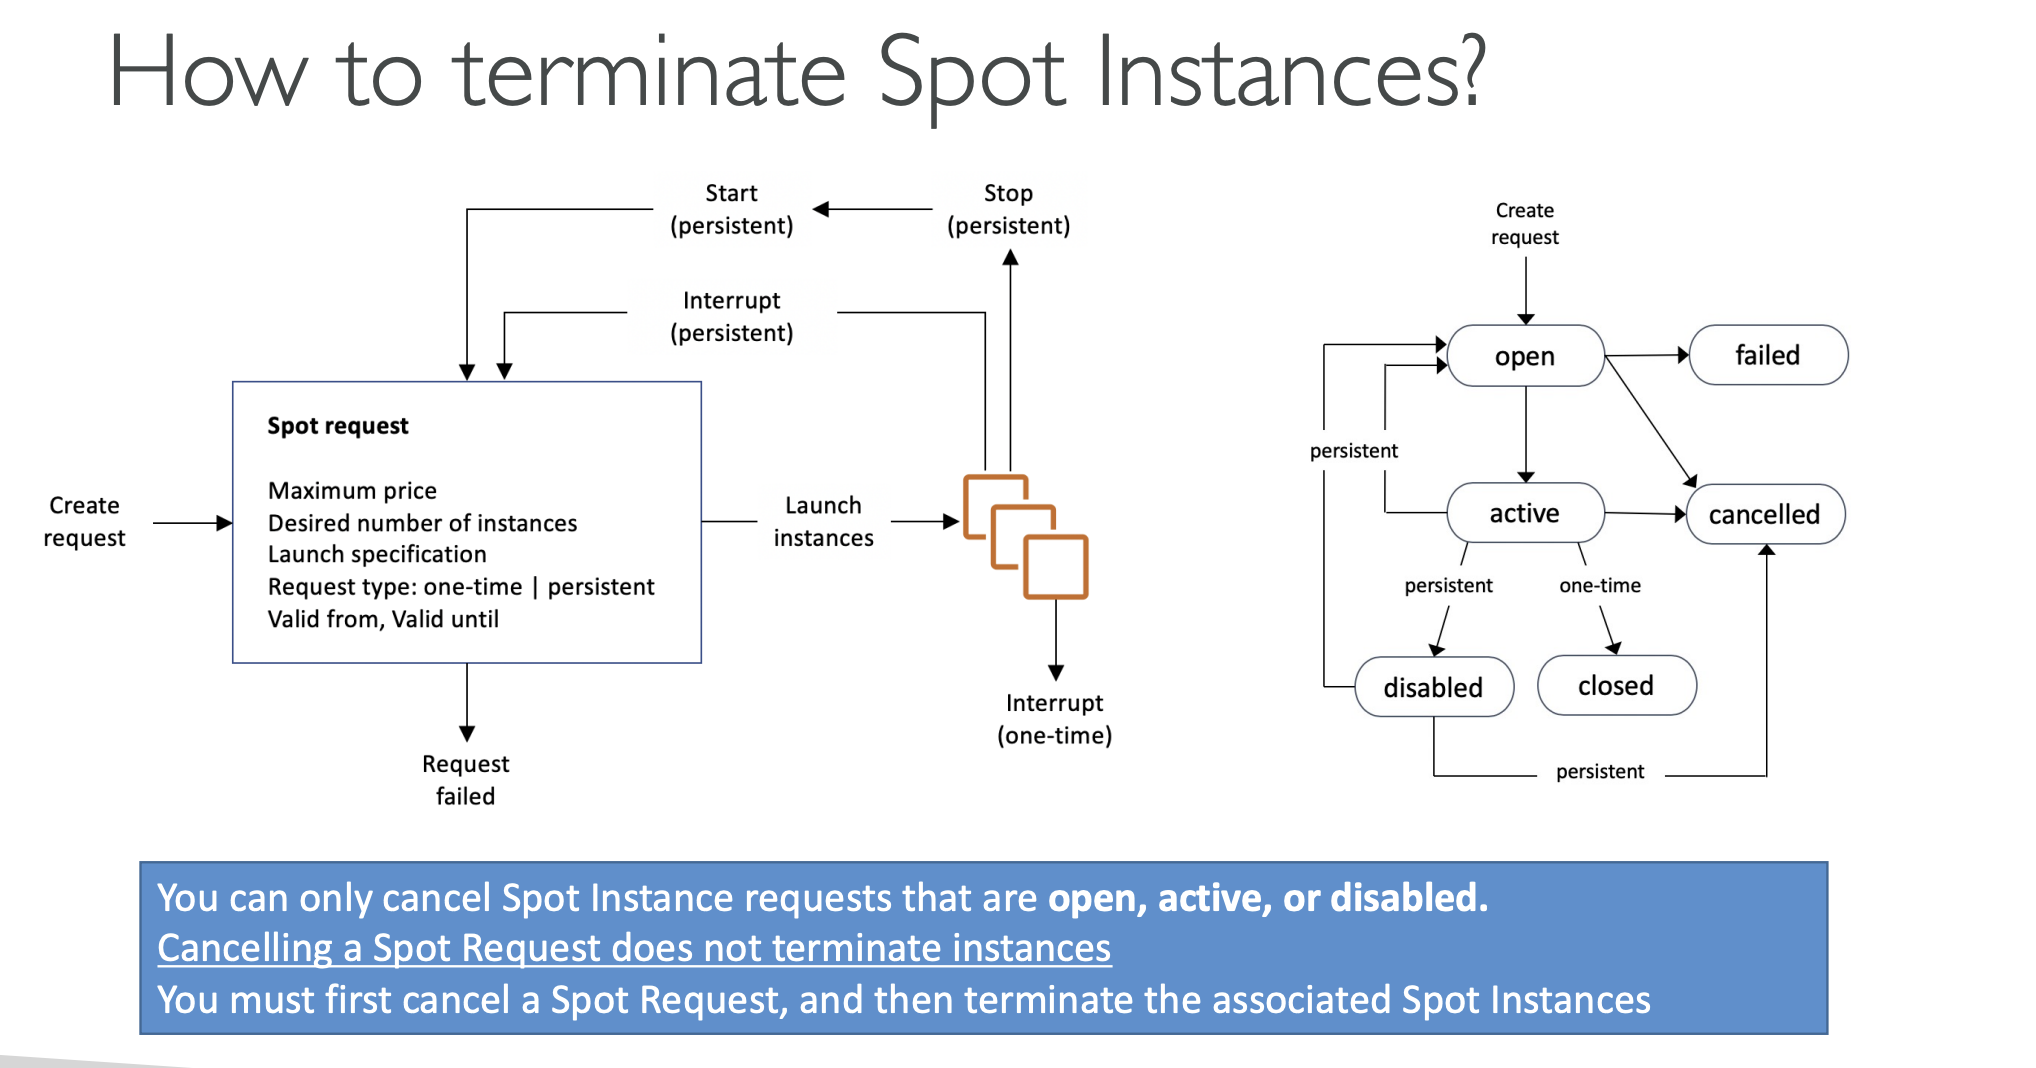 How to terminate Spot Instances?
Start
(persistent)
Stop
(persistent)
Interrupt
(persistent)
Create
request
Spot request
Maximum price
Desired number of instances
Launch specification
Request type: one-time | persistent
Valid from, Valid until
Launch
instances
Interrupt
(one-time)
Request
failed
Create
request
open
failed
persistent
active
cancelled
persistent
one-time
disabled
closed
persistent
You can only cancel Spot Instance requests that are open, active, or disabled.
Cancelling a Spot Request does not terminate instances
You must first cancel a Spot Request, and then terminate the associated Spot Instances